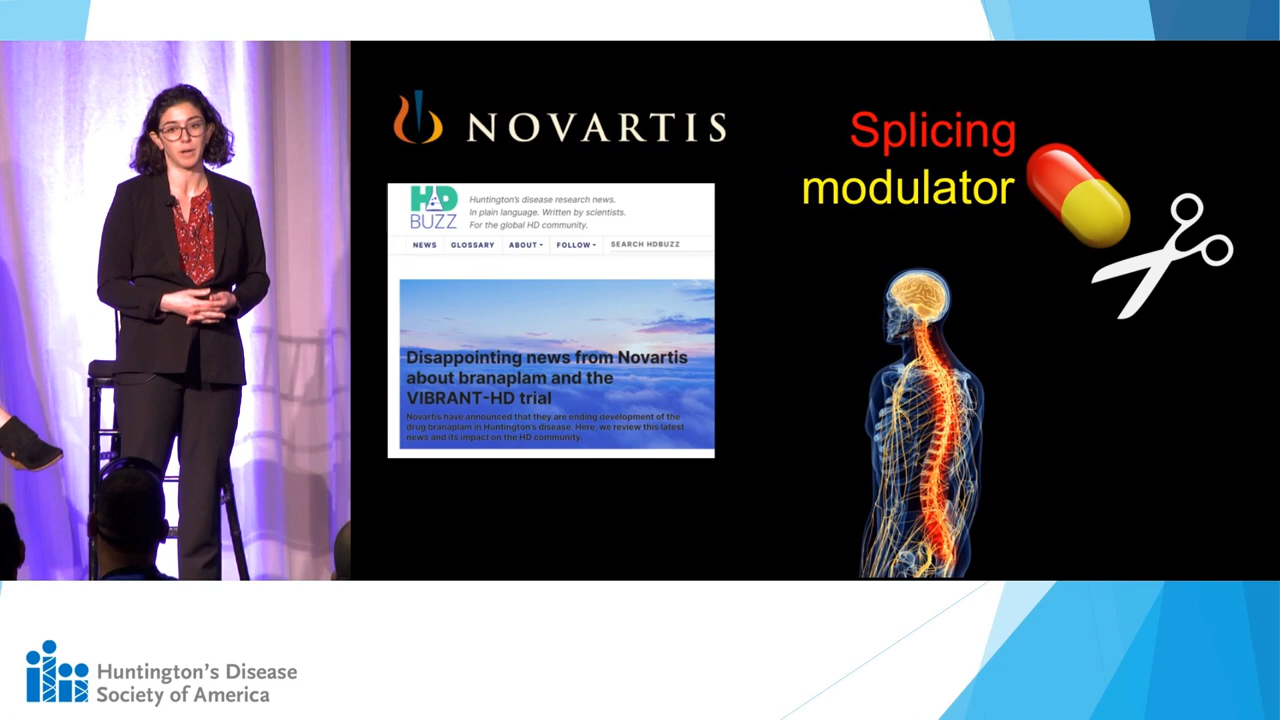 NOVARTIS
HD
BUZZ
Huntington's disease research news.
In plain language. Written by scientists.
For the global HD community.
NEWS GLOSSARY ABOUT FOLLOW SEARCH HDBUZZ
Disappointing news from Novartis
about branaplam and the
VIBRANT-HD trial
Novartis have announced that they are ending development of the
drug branaplam in Huntington's disease. Here, we review this latest
news and its impact on the HD community.
Splicing
modulator
Huntington's Disease
Society of America